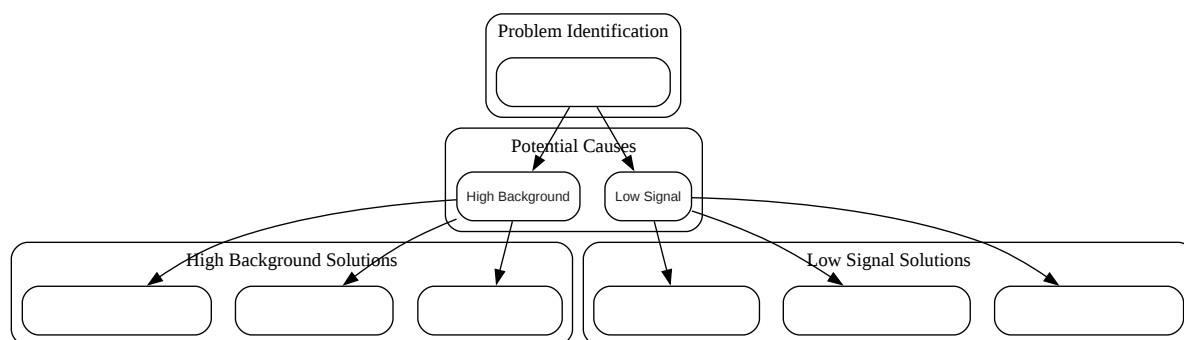 Problem Identification
Potential Causes
High Background
Low Signal
High Background Solutions
Low Signal Solutions